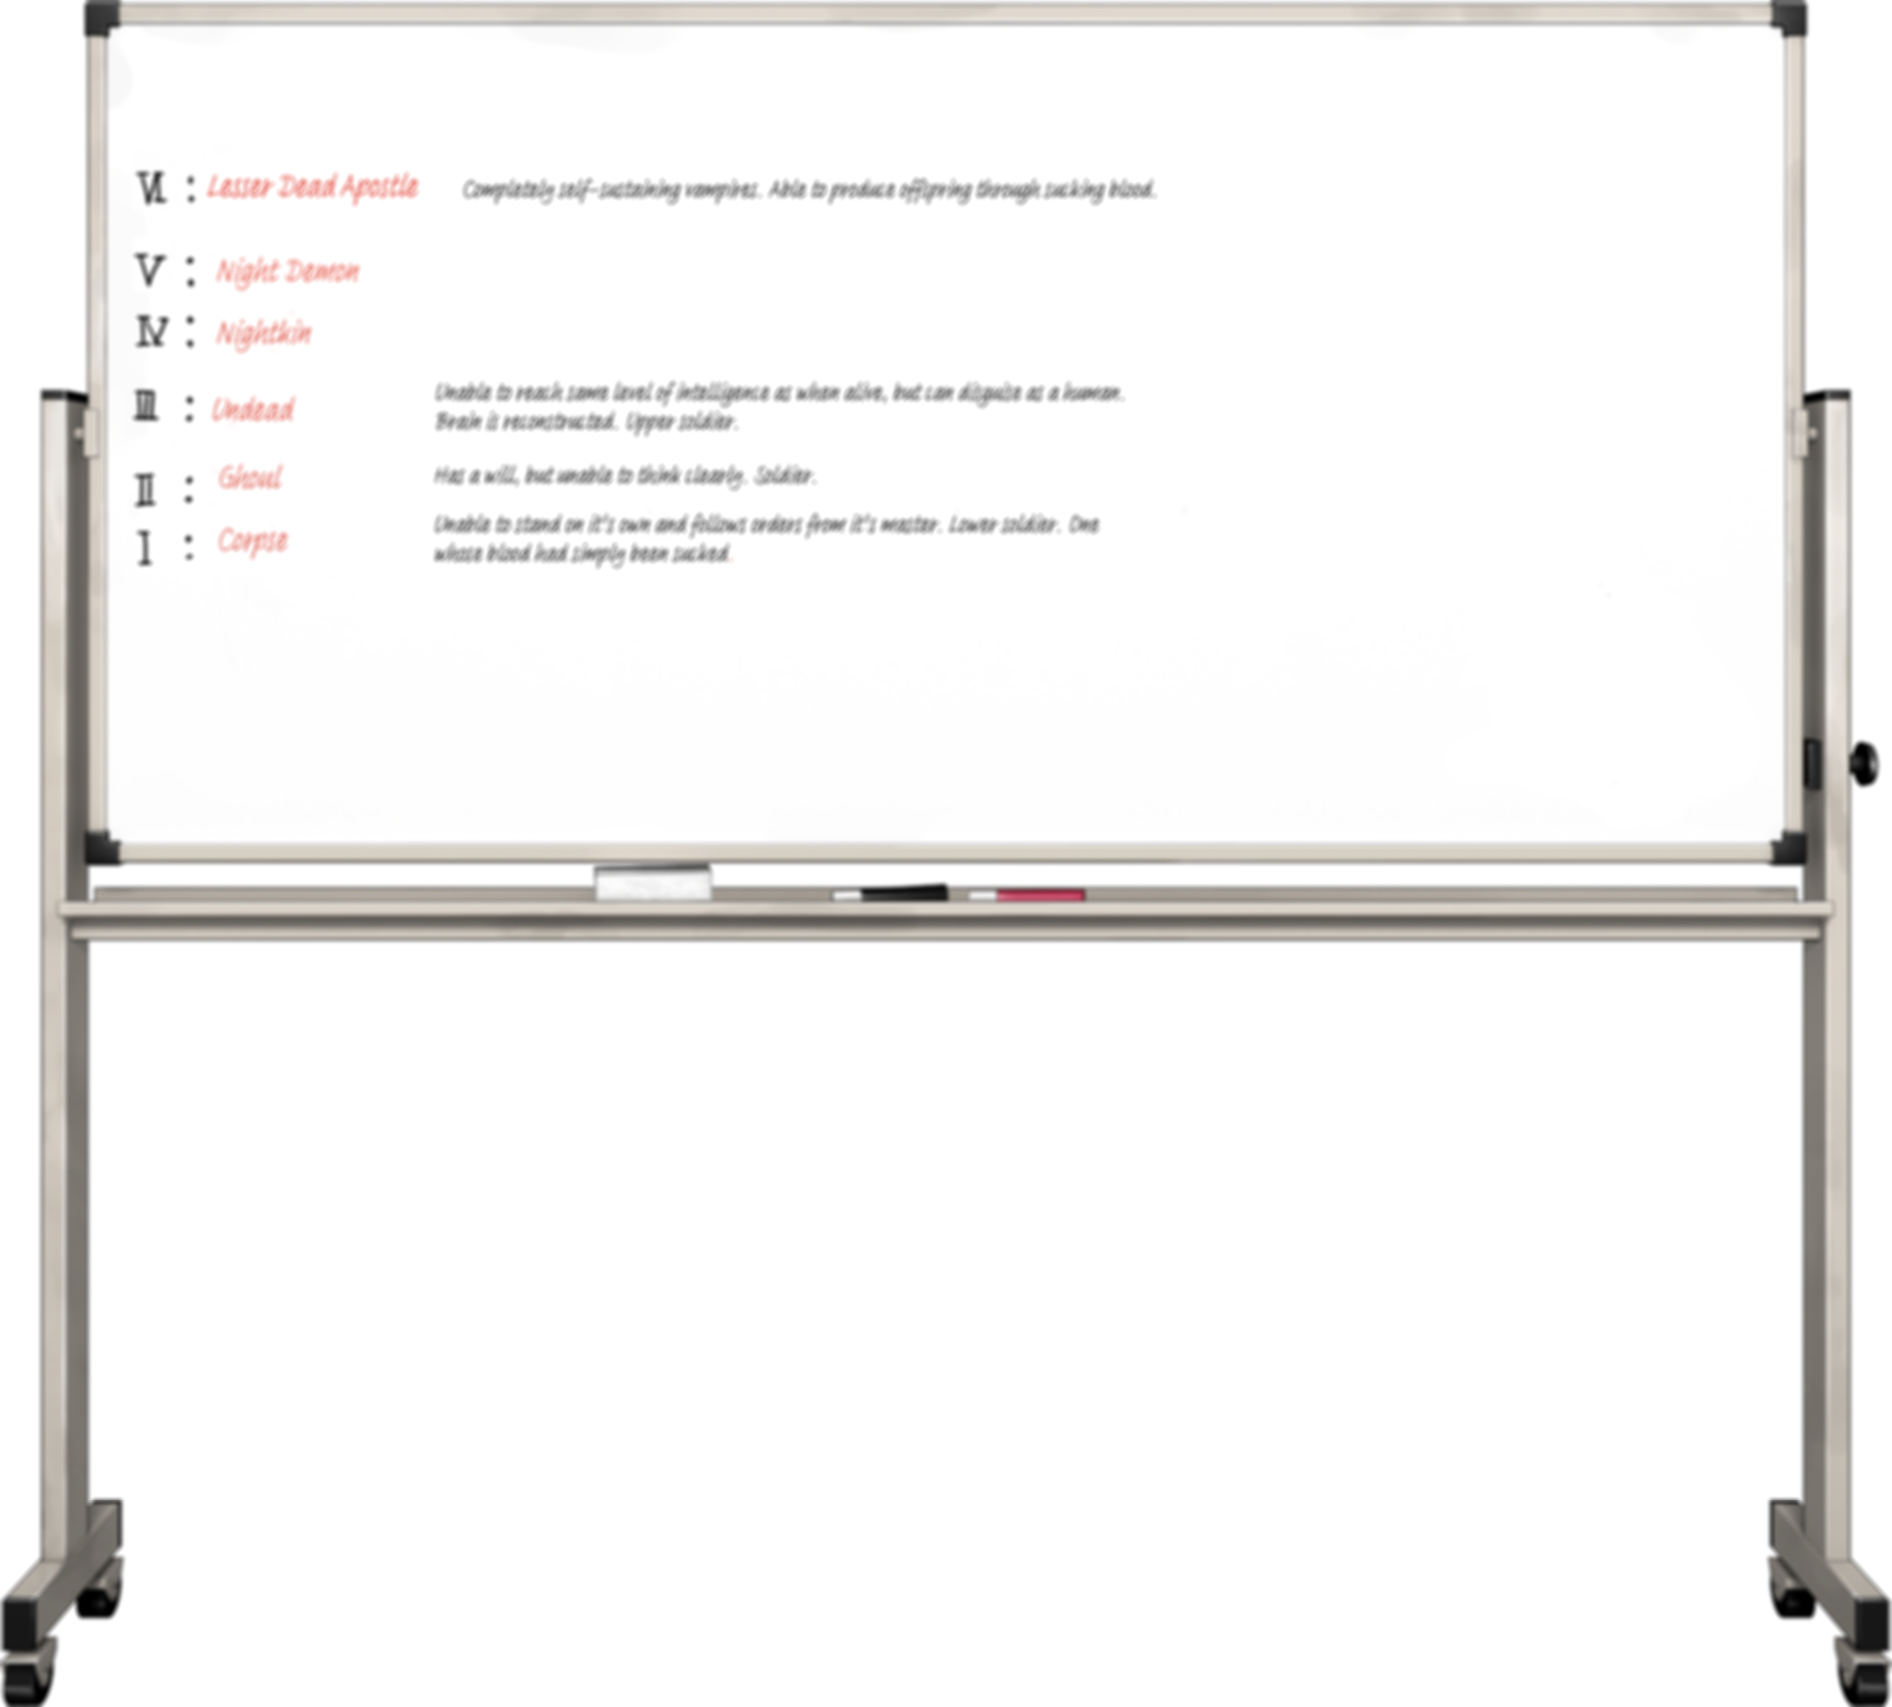 VI : Lesser Dead Apostle Completely self-sustaining vampires. Able to produce offspring through sucking blood.
V : Night Demon
IV : Nightkin
III : Undead Unable to reach same level of intelligence as when alive, but can disguise as a human.
Brain is reconstructed. Upper soldier.
II : Ghoul Has a will, but unable to think clearly. Soldier.
I : Corpse Unable to stand on it's own and follows orders from it's master. Lower soldier. One
whose blood had simply been sucked.